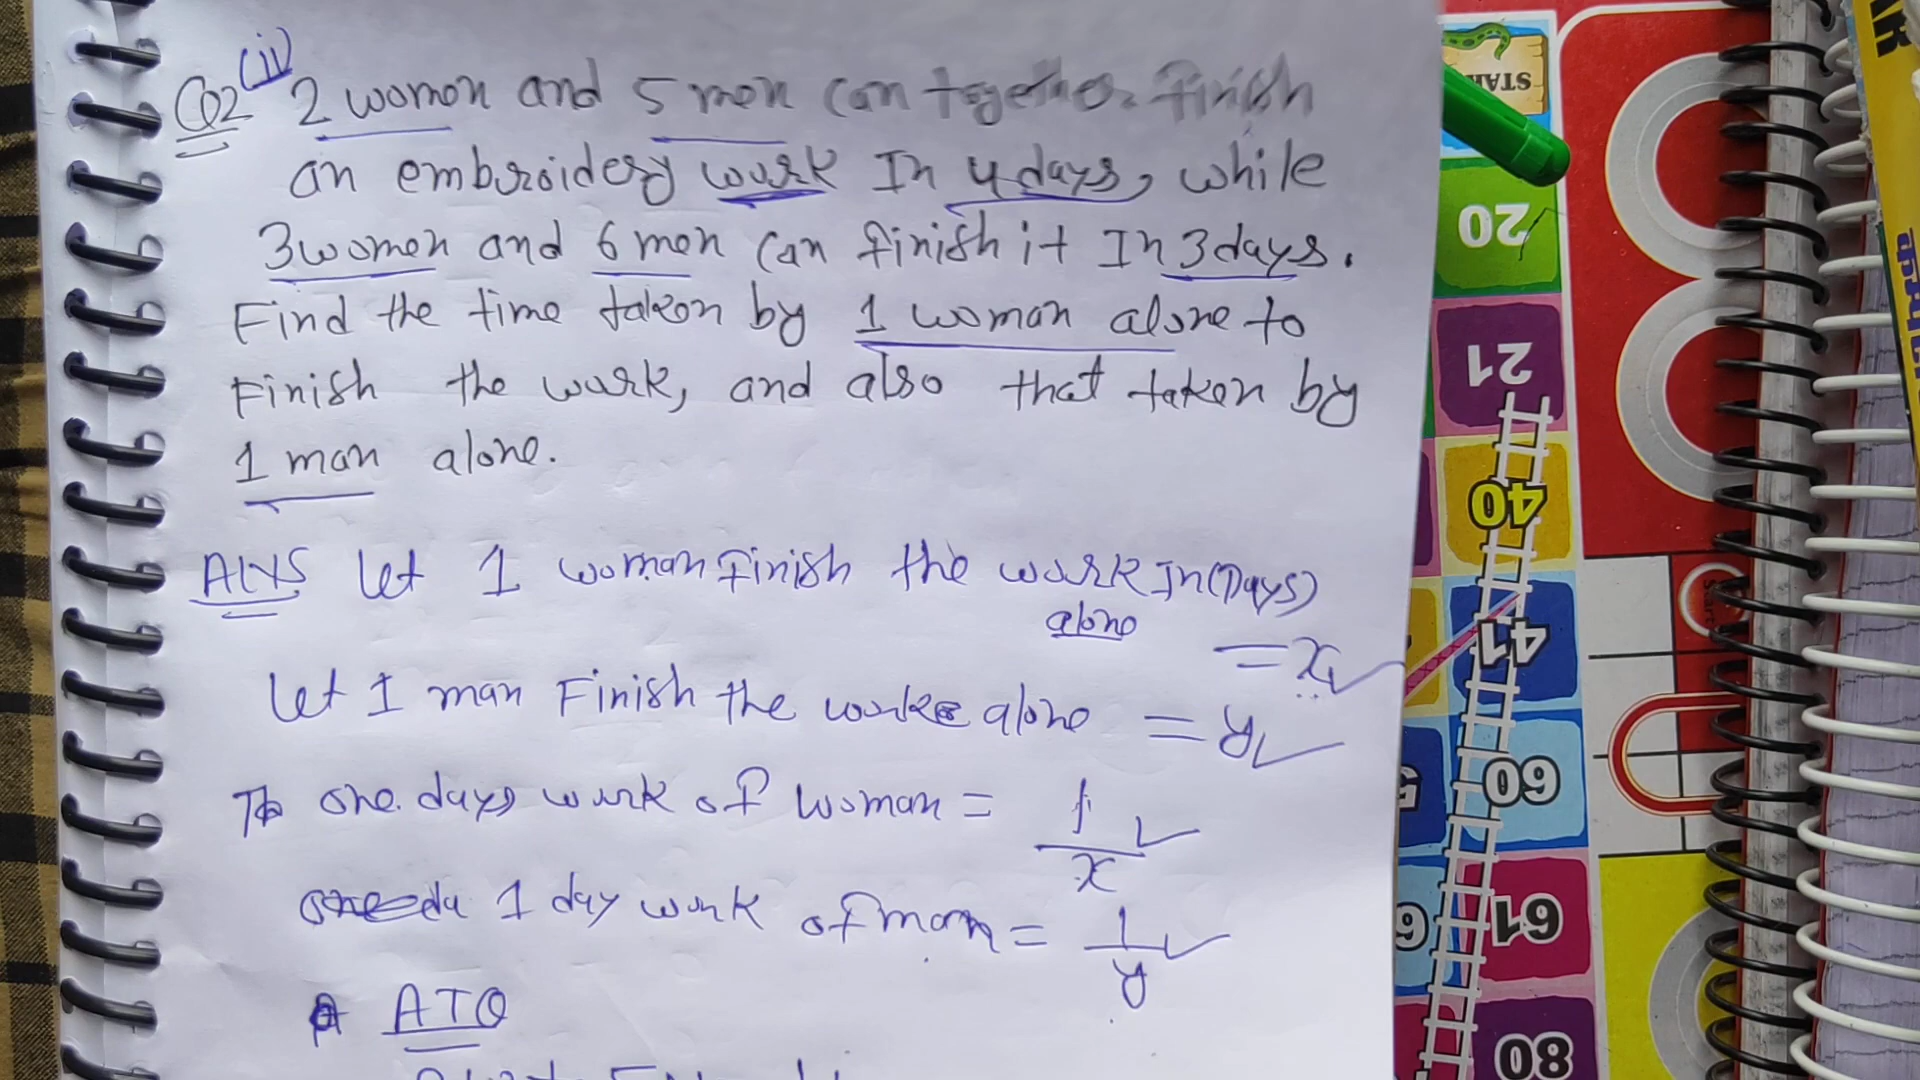 Q2 (ii) 2 women and 5 men can together finish
an embroidery work In 4 days, while
3 women and 6 men can finish it In 3 days.
Find the time taken by 1 woman alone to
Finish the work, and also that taken by
1 man alone.
ANS Let 1 woman finish the work In (Days)
alone
= x
Let 1 man Finish the work alone = y
one days work of woman = 1/x
1 day work of man = 1/y
ATQ
START
20
21
40
41
60
61
80